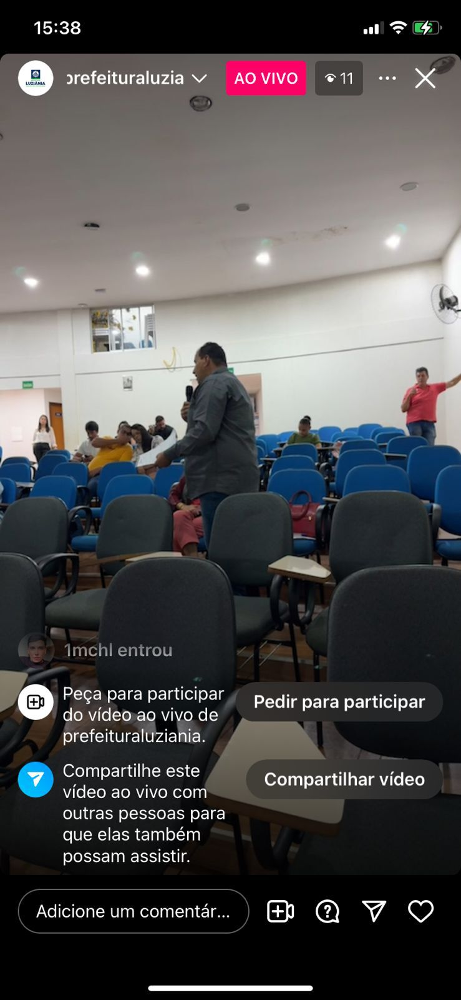 15:38
LUZIÂNIA
prefeituraluzia
AO VIVO
11
1mchl entrou
Peça para participar
do vídeo ao vivo de
prefeituraluziania.
Pedir para participar
Compartilhe este
vídeo ao vivo com
outras pessoas para
que elas também
possam assistir.
Compartilhar vídeo
Adicione um comentár...